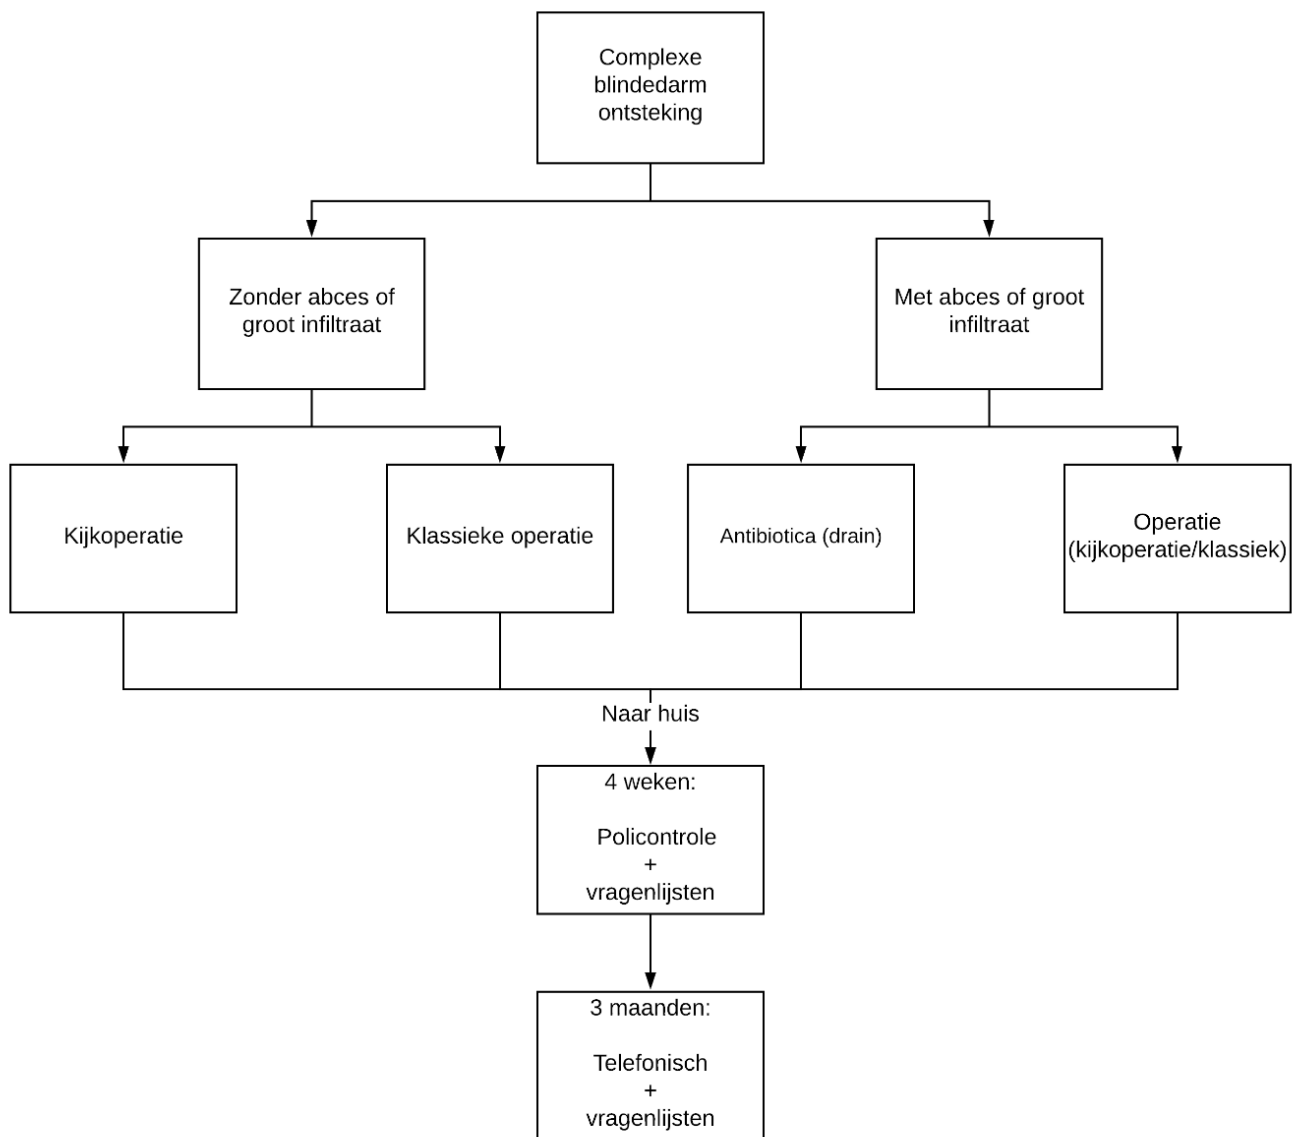 Complexe
blindedarm
ontsteking
Zonder abces of
groot infiltraat
Met abces of groot
infiltraat
Kijkoperatie
Klassieke operatie
Antibiotica (drain)
Operatie
(kijkoperatie/klassiek)
Naar huis
4 weken:
Policontrole
+
vragenlijsten
3 maanden:
Telefonisch
+
vragenlijsten